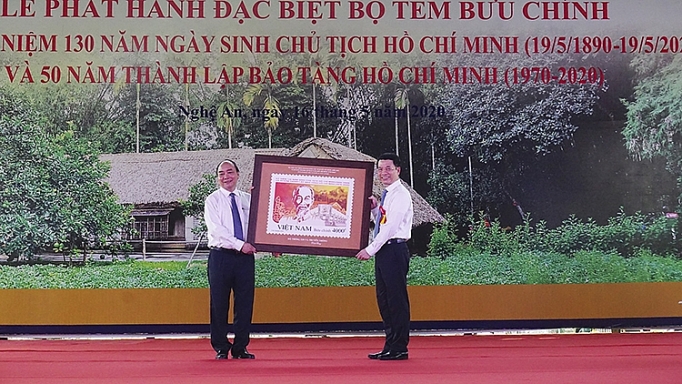 LỄ PHÁT HÀNH ĐẶC BIỆT BỘ TEM BƯU CHÍNH
NIỆM 130 NĂM NGÀY SINH CHỦ TỊCH HỒ CHÍ MINH (19/5/1890-19/5/202
VÀ 50 NĂM THÀNH LẬP BẢO TÀNG HỒ CHÍ MINH (1970-2020)
Nghệ An, ngày 16 tháng 5 năm 2020
VIỆT NAM Bưu chính 4000đ